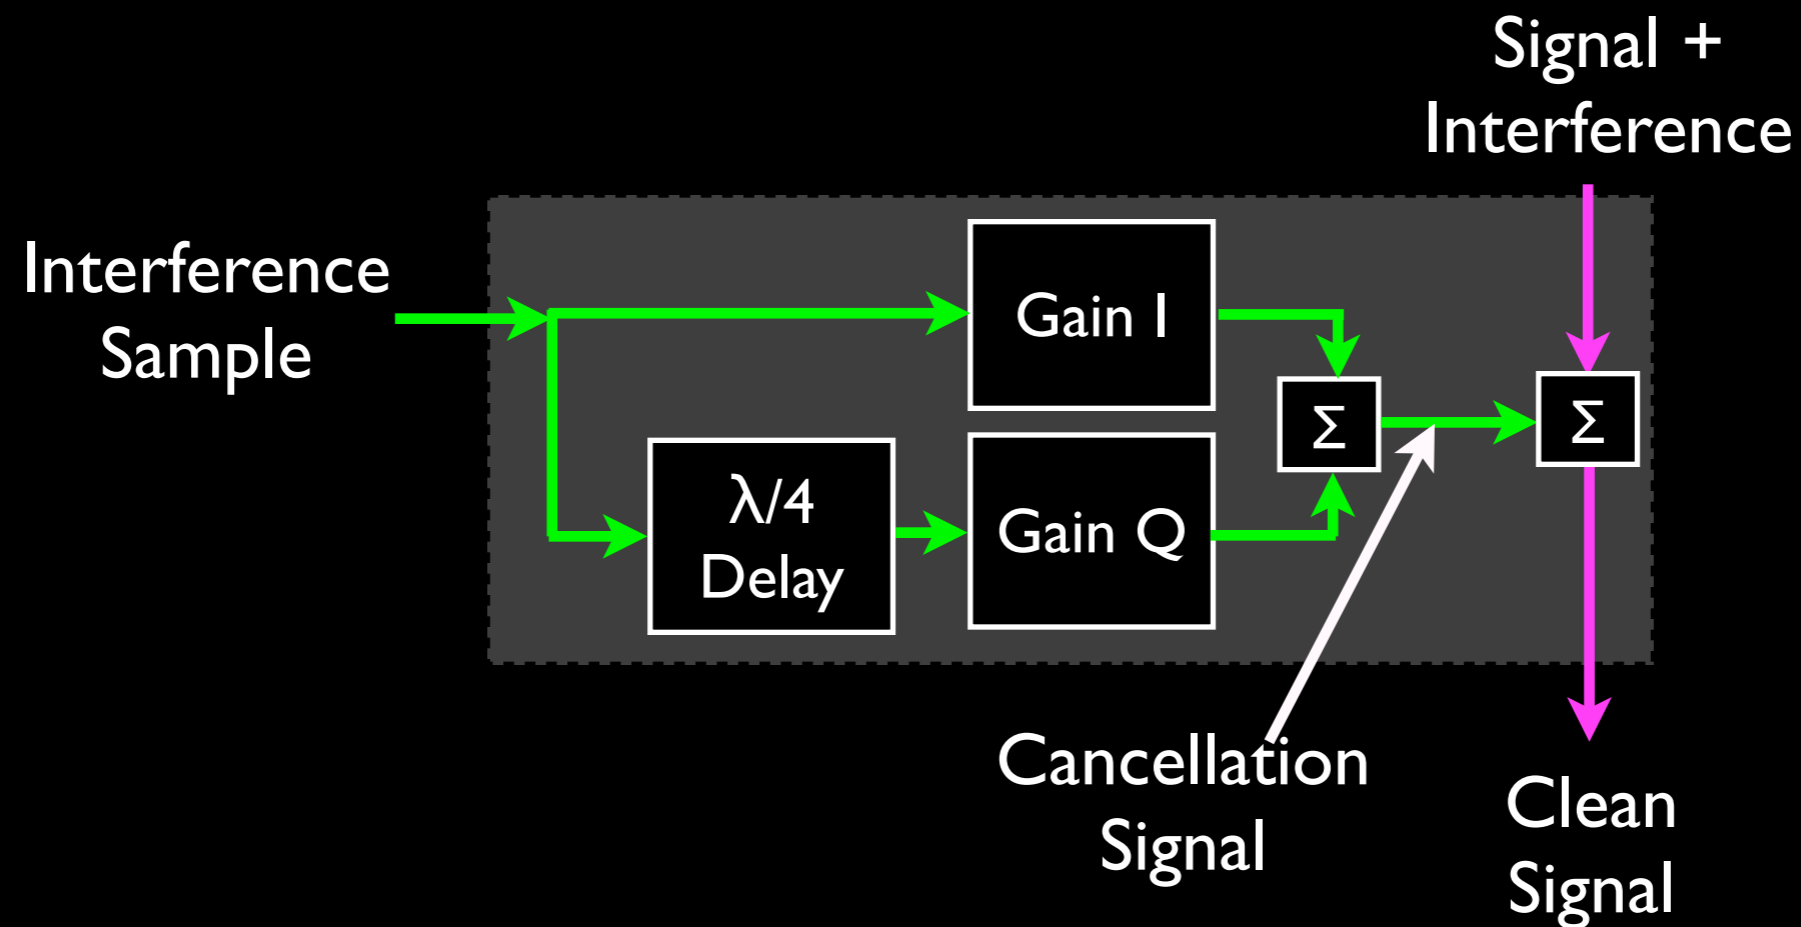 Signal +
Interference
Interference
Sample
Gain I
Σ
Σ
λ/4
Delay
Gain Q
Cancellation
Signal
Clean
Signal